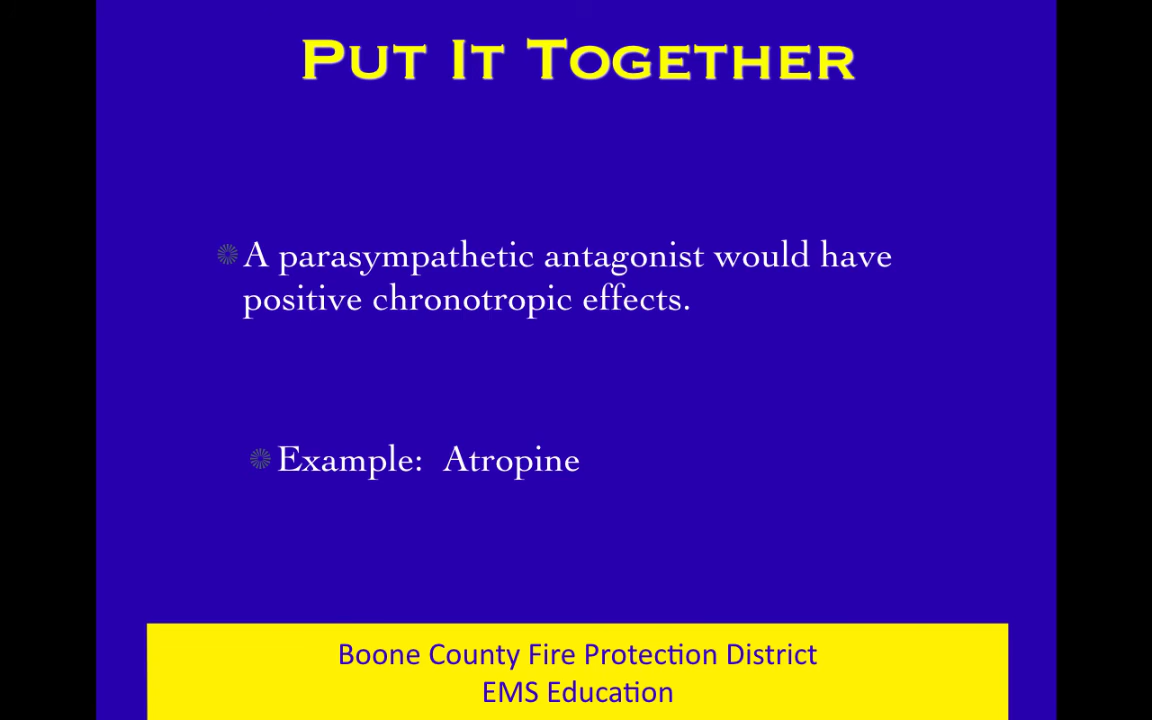 PUT IT TOGETHER
A parasympathetic antagonist would have
positive chronotropic effects.
Example: Atropine
Boone County Fire Protection District
EMS Education